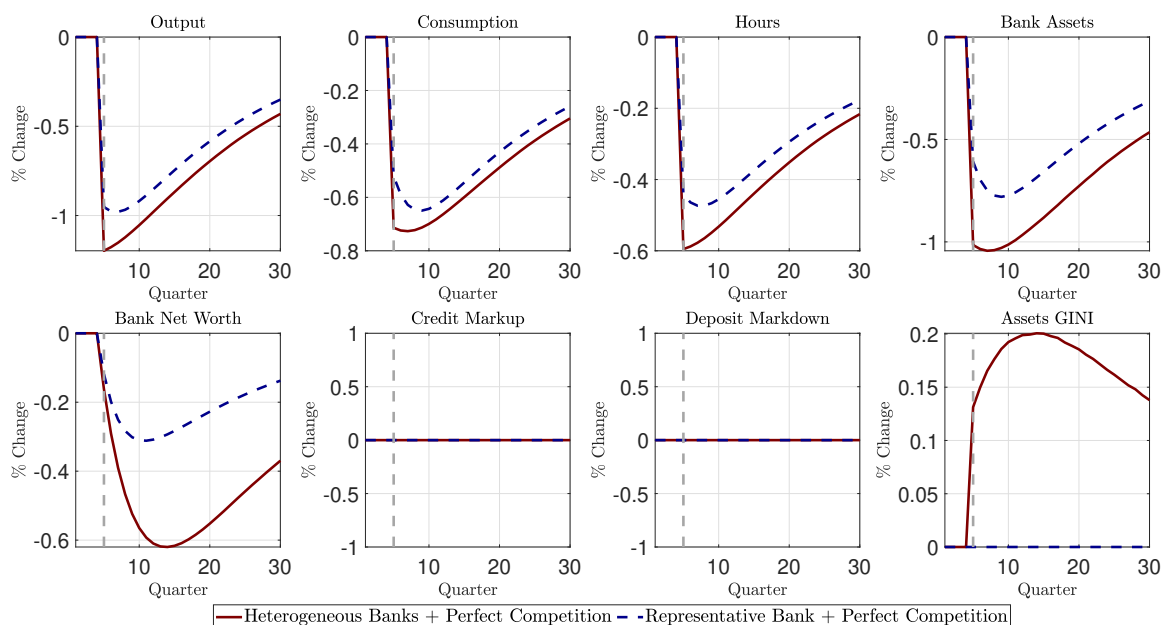 Output
Consumption
Hours
Bank Assets
0
-0.5
-1
% Change
10
20
30
Quarter
0
-0.2
-0.4
-0.6
-0.8
% Change
10
20
30
Quarter
0
-0.2
-0.4
-0.6
% Change
10
20
30
Quarter
0
-0.5
-1
% Change
10
20
30
Quarter
Bank Net Worth
Credit Markup
Deposit Markdown
Assets GINI
0
-0.2
-0.4
-0.6
% Change
10
20
30
Quarter
1
0.5
0
-0.5
-1
% Change
10
20
30
Quarter
1
0.5
0
-0.5
-1
% Change
10
20
30
Quarter
0.2
0.15
0.1
0.05
0
% Change
10
20
30
Quarter
Heterogeneous Banks + Perfect Competition
Representative Bank + Perfect Competition